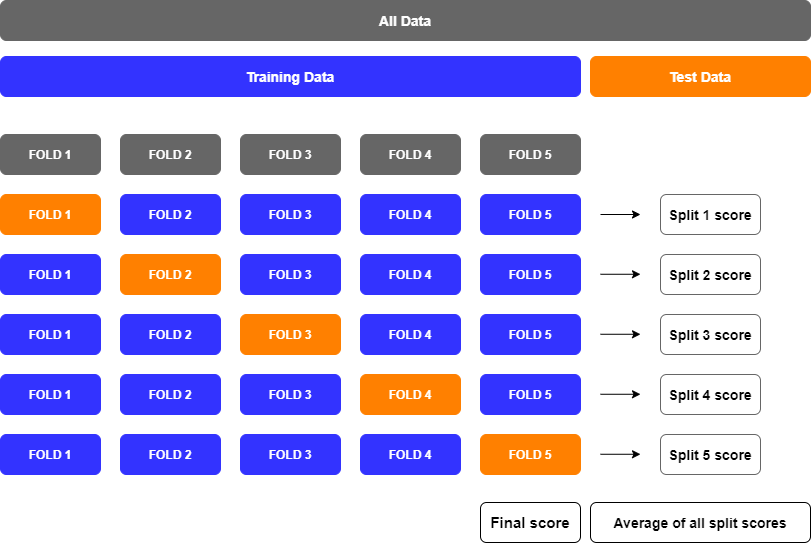 All Data
Training Data Test Data
FOLD 1 FOLD 2 FOLD 3 FOLD 4 FOLD 5
FOLD 1 FOLD 2 FOLD 3 FOLD 4 FOLD 5 Split 1 score
FOLD 1 FOLD 2 FOLD 3 FOLD 4 FOLD 5 Split 2 score
FOLD 1 FOLD 2 FOLD 3 FOLD 4 FOLD 5 Split 3 score
FOLD 1 FOLD 2 FOLD 3 FOLD 4 FOLD 5 Split 4 score
FOLD 1 FOLD 2 FOLD 3 FOLD 4 FOLD 5 Split 5 score
Final score Average of all split scores